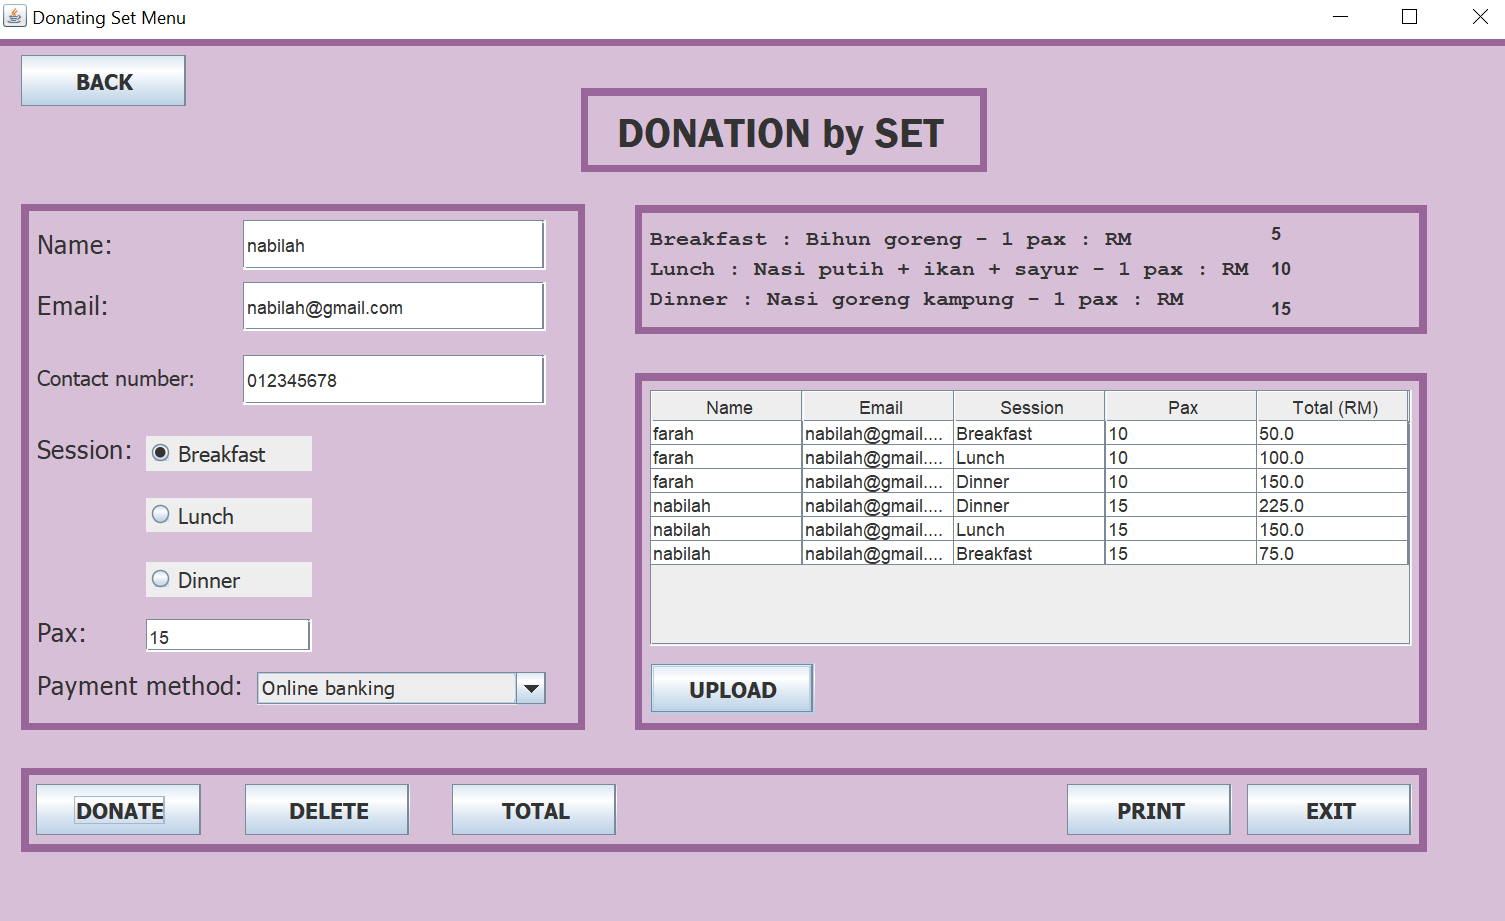 Donating Set Menu
BACK
DONATION by SET
Name: nabilah
Email: nabilah@gmail.com
Contact number: 012345678
Session: Breakfast
Lunch
Dinner
Pax: 15
Payment method: Online banking
Breakfast : Bihun goreng - 1 pax : RM 5
Lunch : Nasi putih + ikan + sayur - 1 pax : RM 10
Dinner : Nasi goreng kampung - 1 pax : RM 15
Name Email Session Pax Total (RM)
farah nabilah@gmail.... Breakfast 10 50.0
farah nabilah@gmail.... Lunch 10 100.0
farah nabilah@gmail.... Dinner 10 150.0
nabilah nabilah@gmail.... Dinner 15 225.0
nabilah nabilah@gmail.... Lunch 15 150.0
nabilah nabilah@gmail.... Breakfast 15 75.0
UPLOAD
DONATE DELETE TOTAL PRINT EXIT